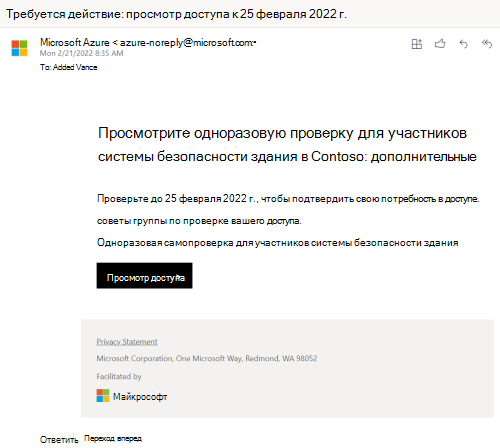 Требуется действие: просмотр доступа к 25 февраля 2022 г.
Microsoft Azure < azure-noreply@microsoft.com>
Mon 2/21/2022 8:35 AM
To: Added Vance
Просмотрите одноразовую проверку для участников
системы безопасности здания в Contoso: дополнительные
Проверьте до 25 февраля 2022 г., чтобы подтвердить свою потребность в доступе.
советы группы по проверке вашего доступа.
Одноразовая самопроверка для участников системы безопасности здания
Просмотр доступа
Privacy Statement
Microsoft Corporation, One Microsoft Way, Redmond, WA 98052
Facilitated by
Майкрософт
Ответить Переход вперед